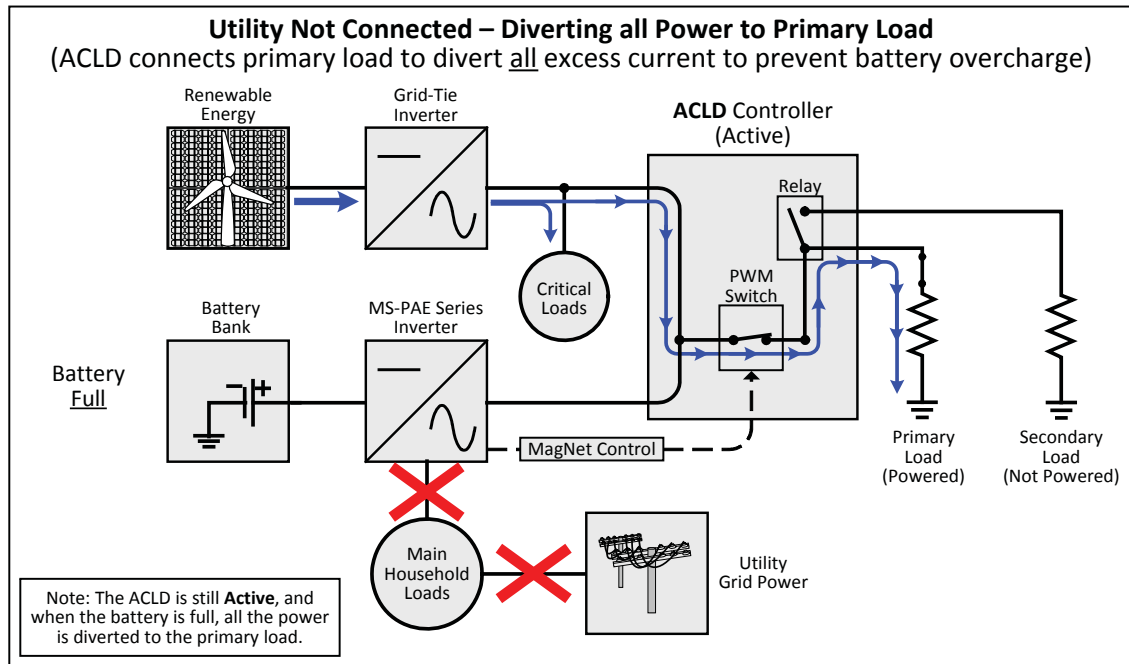 Utility Not Connected – Diverting all Power to Primary Load
(ACLD connects primary load to divert all excess current to prevent battery overcharge)
Renewable
Energy
Grid-Tie
Inverter
ACLD Controller
(Active)
Relay
Critical
Loads
PWM
Switch
Battery
Bank
MS-PAE Series
Inverter
Battery
Full
MagNet Control
Primary
Load
(Powered)
Secondary
Load
(Not Powered)
Main
Household
Loads
Utility
Grid Power
Note: The ACLD is still Active, and
when the battery is full, all the power
is diverted to the primary load.